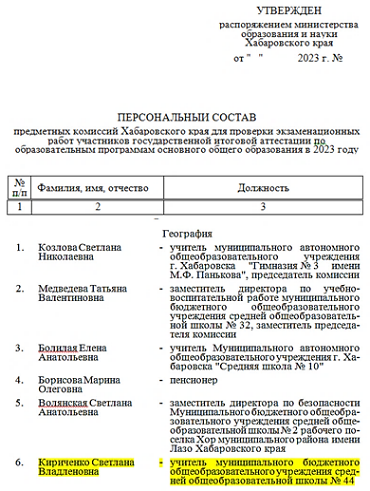 УТВЕРЖДЕН
распоряжением министерства
образования и науки
Хабаровского края
от " " 2023 г. №
ПЕРСОНАЛЬНЫЙ СОСТАВ
предметных комиссий Хабаровского края для проверки экзаменационных
работ участников государственной итоговой аттестации по
образовательным программам основного общего образования в 2023 году
№ п/п Фамилия, имя, отчество Должность
1 2 3
География
1. Козлова Светлана - учитель муниципального автономного
Николаевна общеобразовательного учреждения
г. Хабаровска "Гимназия № 3 имени
М.Ф. Панькова", председатель комиссии
2. Медведева Татьяна - заместитель директора по учебно-
Валентиновна воспитательной работе муниципального
бюджетного общеобразовательного
учреждения средней общеобразователь-
ной школы № 32, заместитель председа-
теля комиссии
3. Болилая Елена - учитель Муниципального автономного
Анатольевна общеобразовательного учреждения г. Ха-
баровска "Средняя школа № 10"
4. Борисова Марина - пенсионер
Олеговна
5. Волянская Светлана - заместитель директора по безопасности
Анатольевна Муниципального бюджетного общеобра-
зовательного учреждения средней обще-
образовательной школы № 2 рабочего по-
селка Хор муниципального района имени
Лазо Хабаровского края
6. Кириченко Светлана - учитель муниципального бюджетного
Владленовна общеобразовательного учреждения сред-
ней общеобразовательной школы № 44